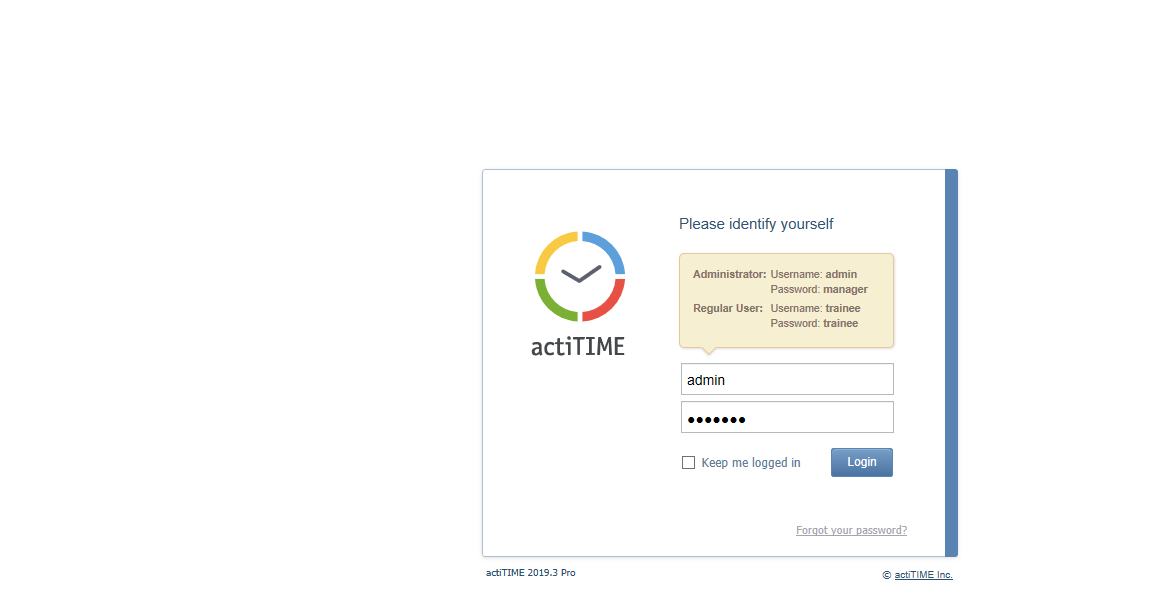 Please identify yourself
Administrator: Username: admin
Password: manager
Regular User: Username: trainee
Password: trainee
actiTIME
admin
●●●●●●●
Keep me logged in Login
Forgot your password?
actiTIME 2019.3 Pro © actiTIME Inc.